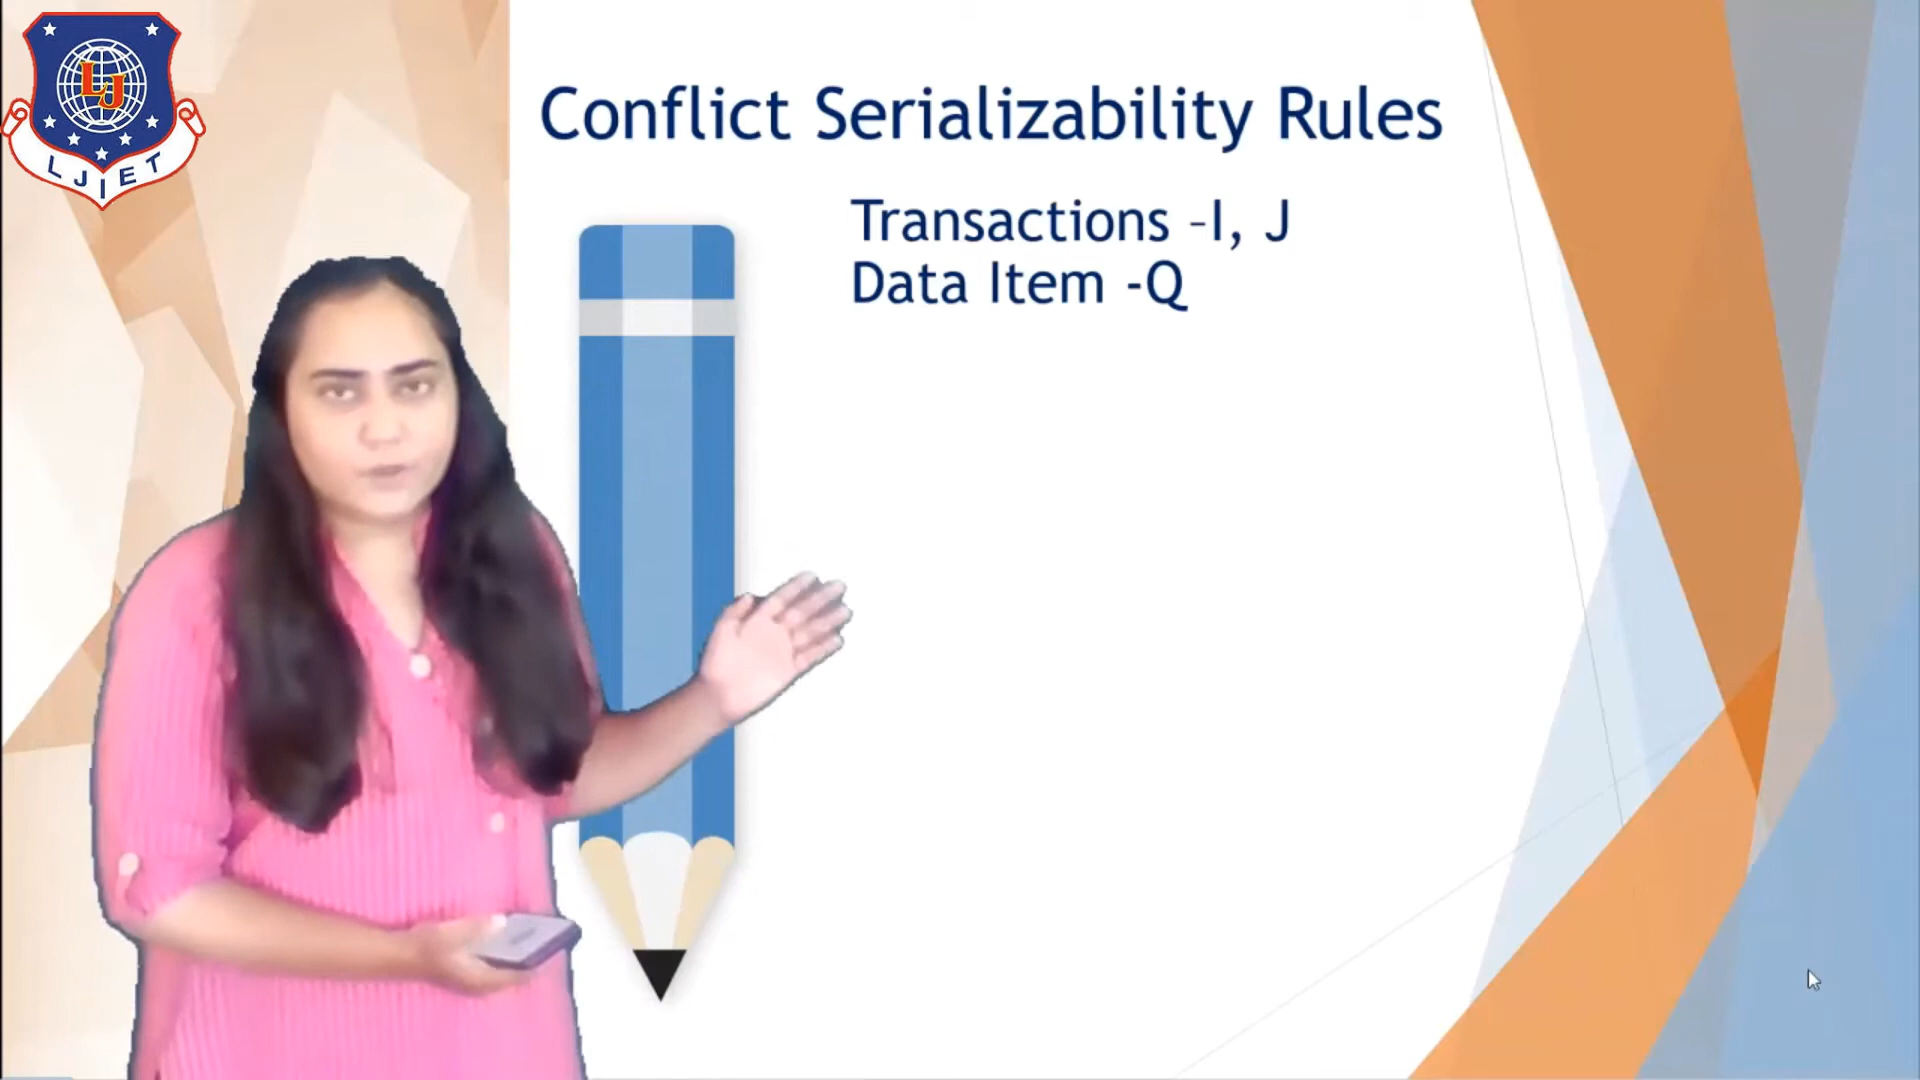 LJ
LJIET
Conflict Serializability Rules
Transactions –I, J
Data Item -Q